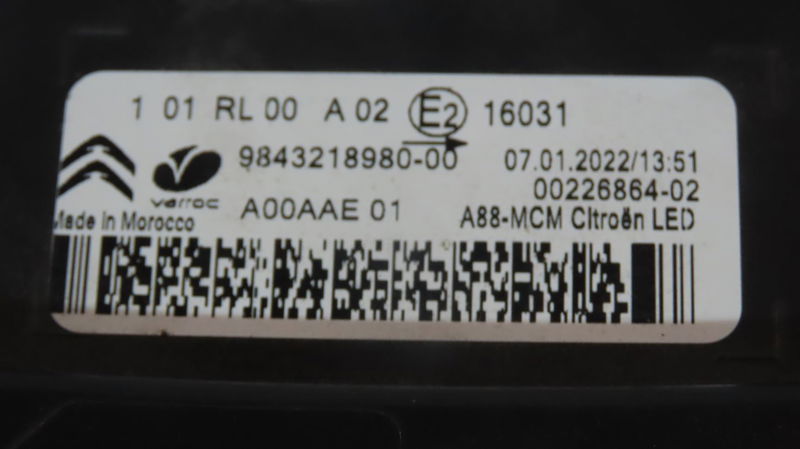 1 01 RL 00 A 02 E2 16031
9843218980-00 07.01.2022/13:51
varroc 00226864-02
Made in Morocco A00AAE 01 A88-MCM Citroën LED